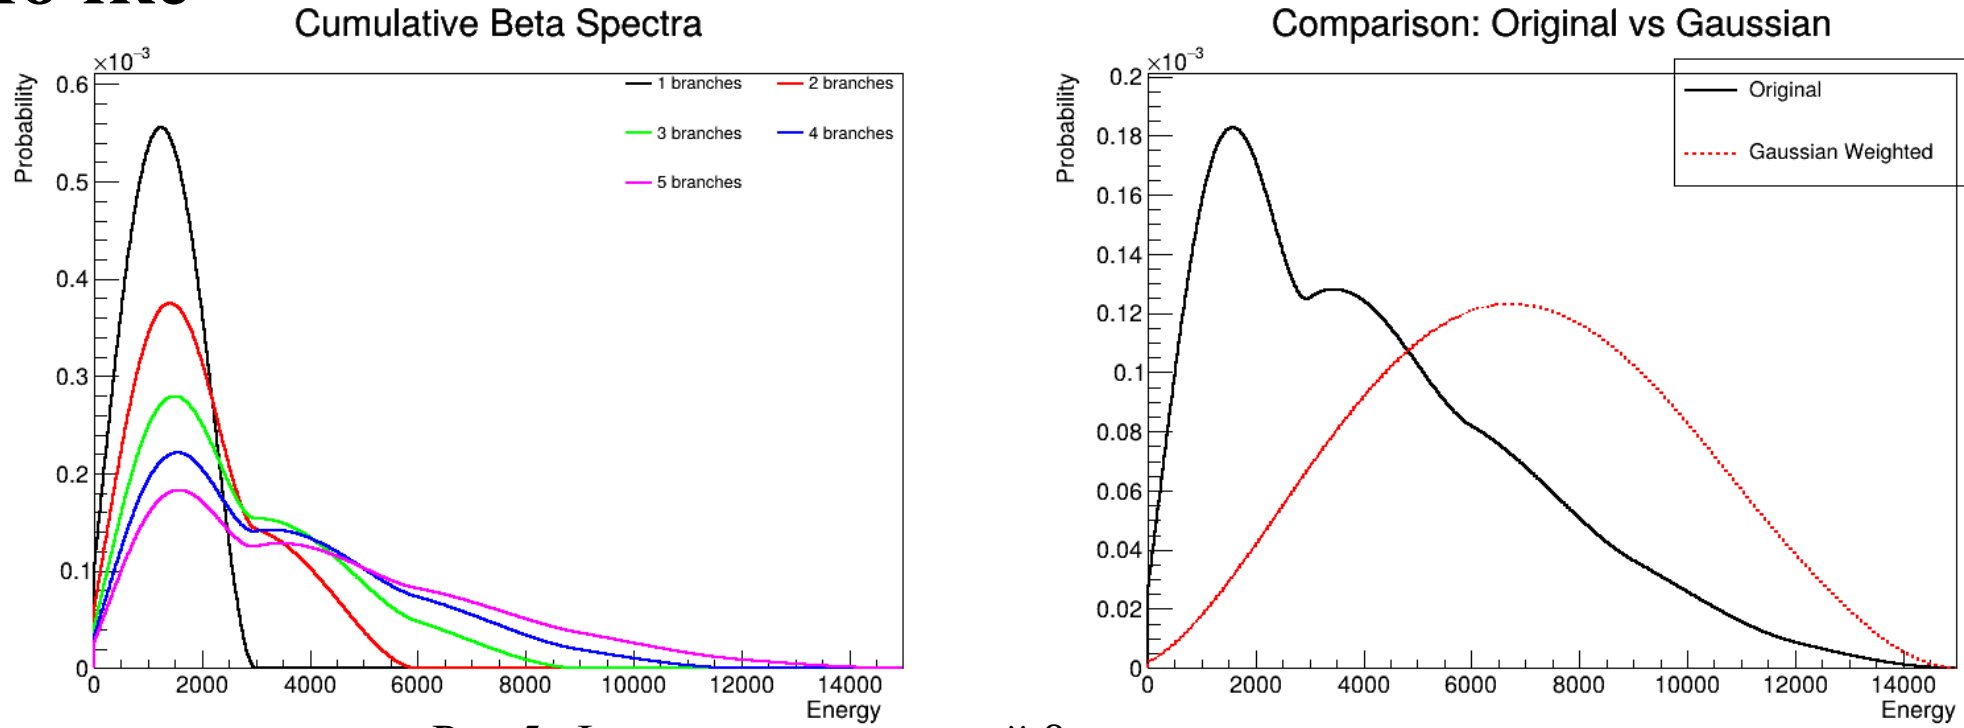 Cumulative Beta Spectra
×10⁻³
Probability
0.6
0.5
0.4
0.3
0.2
0.1
0
0 2000 4000 6000 8000 10000 12000 14000
Energy
1 branches 2 branches
3 branches 4 branches
5 branches
Comparison: Original vs Gaussian
×10⁻³
Probability
0.2
0.18
0.16
0.14
0.12
0.1
0.08
0.06
0.04
0.02
0
0 2000 4000 6000 8000 10000 12000 14000
Energy
Original
Gaussian Weighted